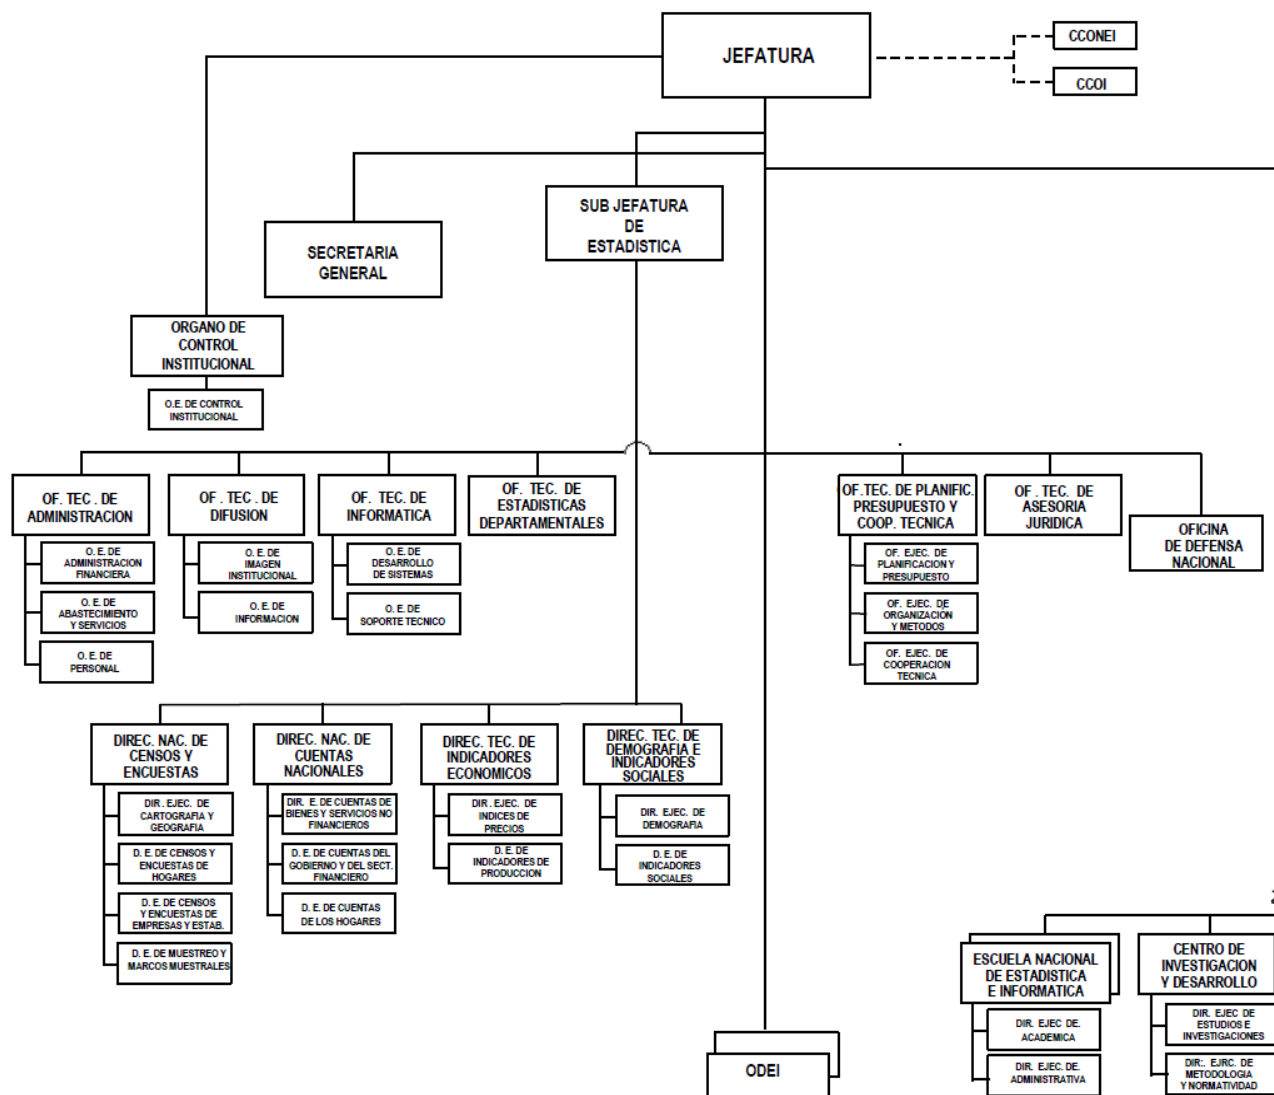 JEFATURA
CCONEI
CCOI
SUB JEFATURA
DE
ESTADISTICA
SECRETARIA
GENERAL
ORGANO DE
CONTROL
INSTITUCIONAL
O.E. DE CONTROL
INSTITUCIONAL
OF. TEC . DE
ADMINISTRACION
O. E. DE
ADMINISTRACION
FINANCIERA
O. E. DE
ABASTECIMIENTO
Y SERVICIOS
O. E. DE
PERSONAL
OF . TEC . DE
DIFUSION
O. E. DE
IMAGEN
INSTITUCIONAL
O. E. DE
INFORMACION
OF. TEC. DE
INFORMATICA
O. E. DE
DESARROLLO
DE SISTEMAS
O. E. DE
SOPORTE TECNICO
OF. TEC. DE
ESTADISTICAS
DEPARTAMENTALES
OF.TEC. DE PLANIFIC.
PRESUPUESTO Y
COOP. TECNICA
OF. EJEC. DE
PLANIFICACION Y
PRESUPUESTO
OF. EJEC. DE
ORGANIZACIÓN
Y METODOS
OF. EJEC. DE
COOPERACION
TECNICA
OF . TEC. DE
ASESORIA
JURIDICA
OFICINA
DE DEFENSA
NACIONAL
DIREC. NAC. DE
CENSOS Y
ENCUESTAS
DIR . EJEC. DE
CARTOGRAFIA Y
GEOGRAFIA
D. E. DE CENSOS Y
ENCUESTAS DE
HOGARES
D. E. DE CENSOS
Y ENCUESTAS DE
EMPRESAS Y ESTAB.
D. E. DE MUESTREO Y
MARCOS MUESTRALES
DIREC. NAC. DE
CUENTAS
NACIONALES
DIR. E. DE CUENTAS DE
BIENES Y SERVICIOS NO
FINANCIEROS
D. E. DE CUENTAS DEL
GOBIERNO Y DEL SECT.
FINANCIERO
D. E. DE CUENTAS
DE LOS HOGARES
DIREC. TEC. DE
INDICADORES
ECONOMICOS
DIR . EJEC. DE
INDICES DE
PRECIOS
D. E. DE
INDICADORES DE
PRODUCCION
DIREC. TEC. DE
DEMOGRAFIA E
INDICADORES
SOCIALES
DIR. EJEC. DE
DEMOGRAFIA
D. E. DE
INDICADORES
SOCIALES
ODEI
ESCUELA NACIONAL
DE ESTADISTICA
E INFORMATICA
DIR. EJEC DE.
ACADEMICA
DIR. EJEC. DE.
ADMINISTRATIVA
CENTRO DE
INVESTIGACION
Y DESARROLLO
DIR. EJEC DE
ESTUDIOS E
INVESTIGACIONES
DIR:. EJRC. DE
METODOLOGIA
Y NORMATIVIDAD